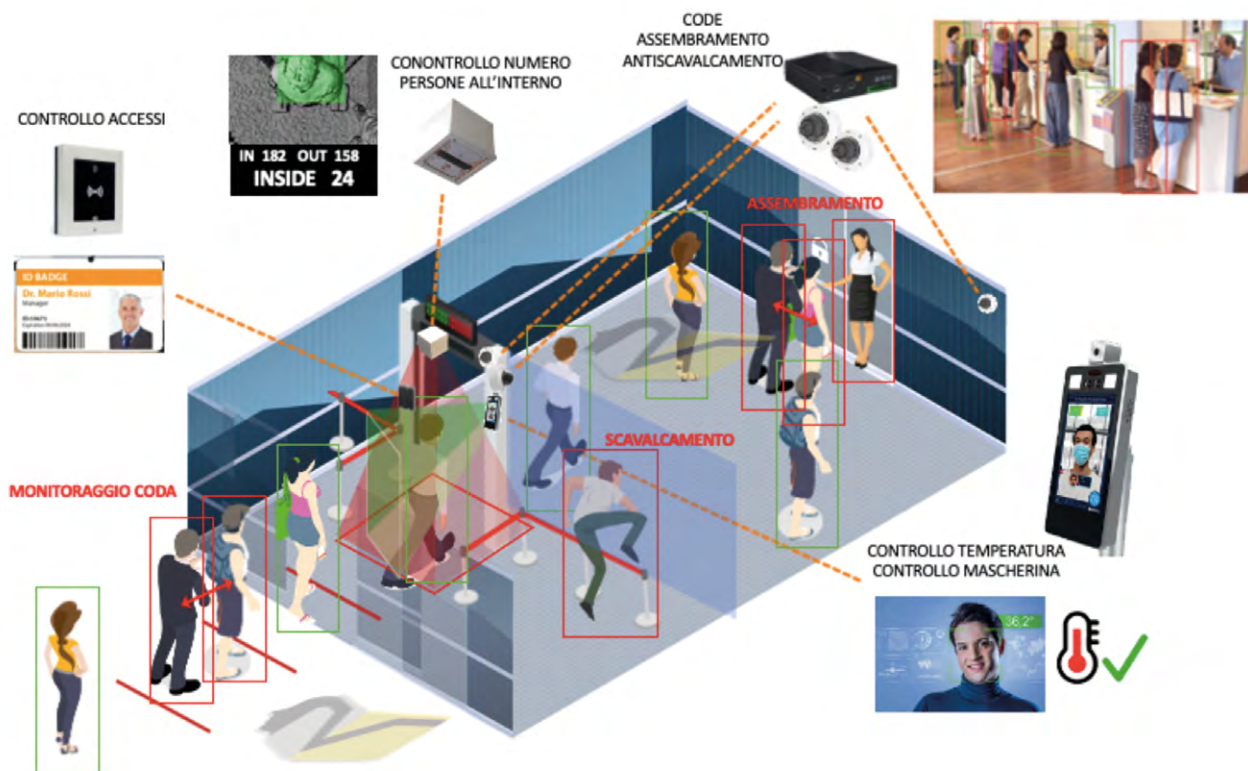 CODE
ASSEMBRAMENTO
ANTISCAVALCAMENTO
CONONTROLLO NUMERO
PERSONE ALL'INTERNO
CONTROLLO ACCESSI
IN 182 OUT 158
INSIDE 24
ID BADGE
Dr. Mario Rossi
Manager
ASSEMBRAMENTO
SCAVALCAMENTO
MONITORAGGIO CODA
CONTROLLO TEMPERATURA
CONTROLLO MASCHERINA
36.2°